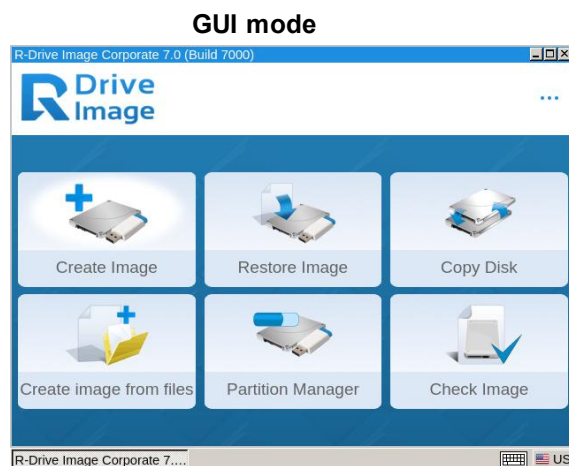 GUI mode
R-Drive Image Corporate 7.0 (Build 7000)
R Drive
Image
...
Create Image
Restore Image
Copy Disk
Create image from files
Partition Manager
Check Image
R-Drive Image Corporate 7....
US